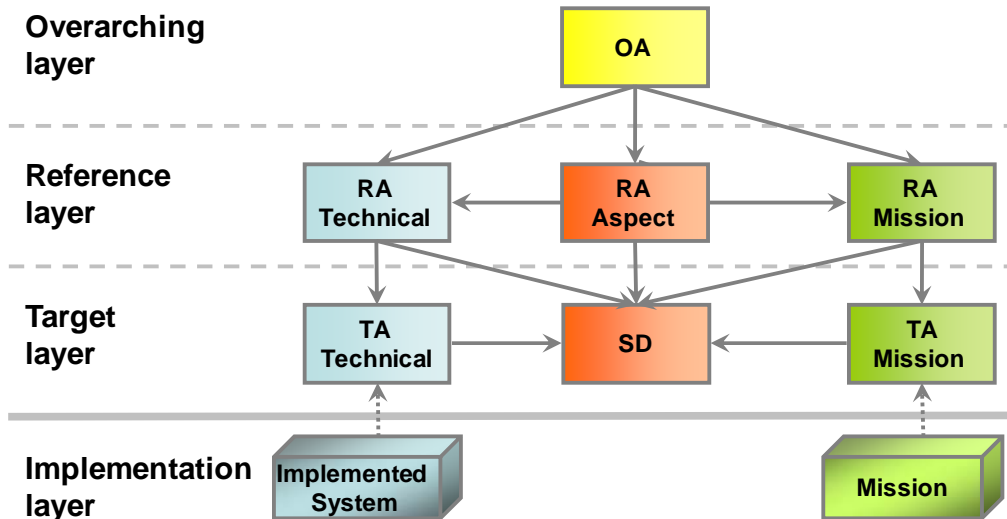 Overarching
layer
OA
Reference
layer
RA
Technical
RA
Aspect
RA
Mission
Target
layer
TA
Technical
SD
TA
Mission
Implementation
layer
Implemented
System
Mission